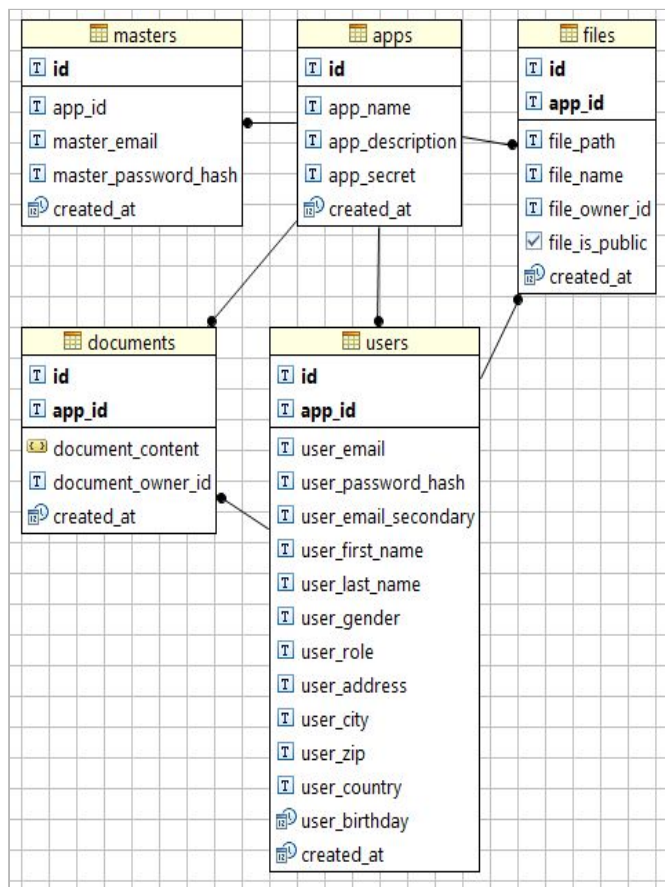 masters
id
app_id
master_email
master_password_hash
created_at
apps
id
app_name
app_description
app_secret
created_at
files
id
app_id
file_path
file_name
file_owner_id
file_is_public
created_at
documents
id
app_id
document_content
document_owner_id
created_at
users
id
app_id
user_email
user_password_hash
user_email_secondary
user_first_name
user_last_name
user_gender
user_role
user_address
user_city
user_zip
user_country
user_birthday
created_at